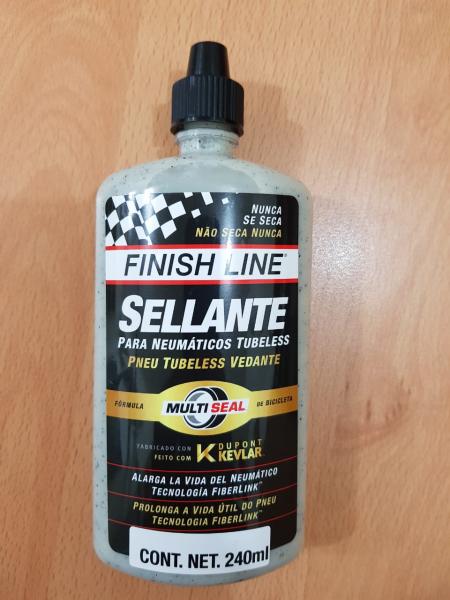 NUNCA
SE SECA
NÃO SECA NUNCA
FINISH LINE®
SELLANTE
PARA NEUMÁTICOS TUBELESS
PNEU TUBELESS VEDANTE
FÓRMULA MULTI SEAL DE BICICLETA
FABRICADO CON
FEITO COM
DUPONT
KEVLAR
ALARGA LA VIDA DEL NEUMÁTICO
TECNOLOGÍA FIBERLINK™
PROLONGA A VIDA ÚTIL DO PNEU
TECNOLOGIA FIBERLINK™
CONT. NET. 240ml